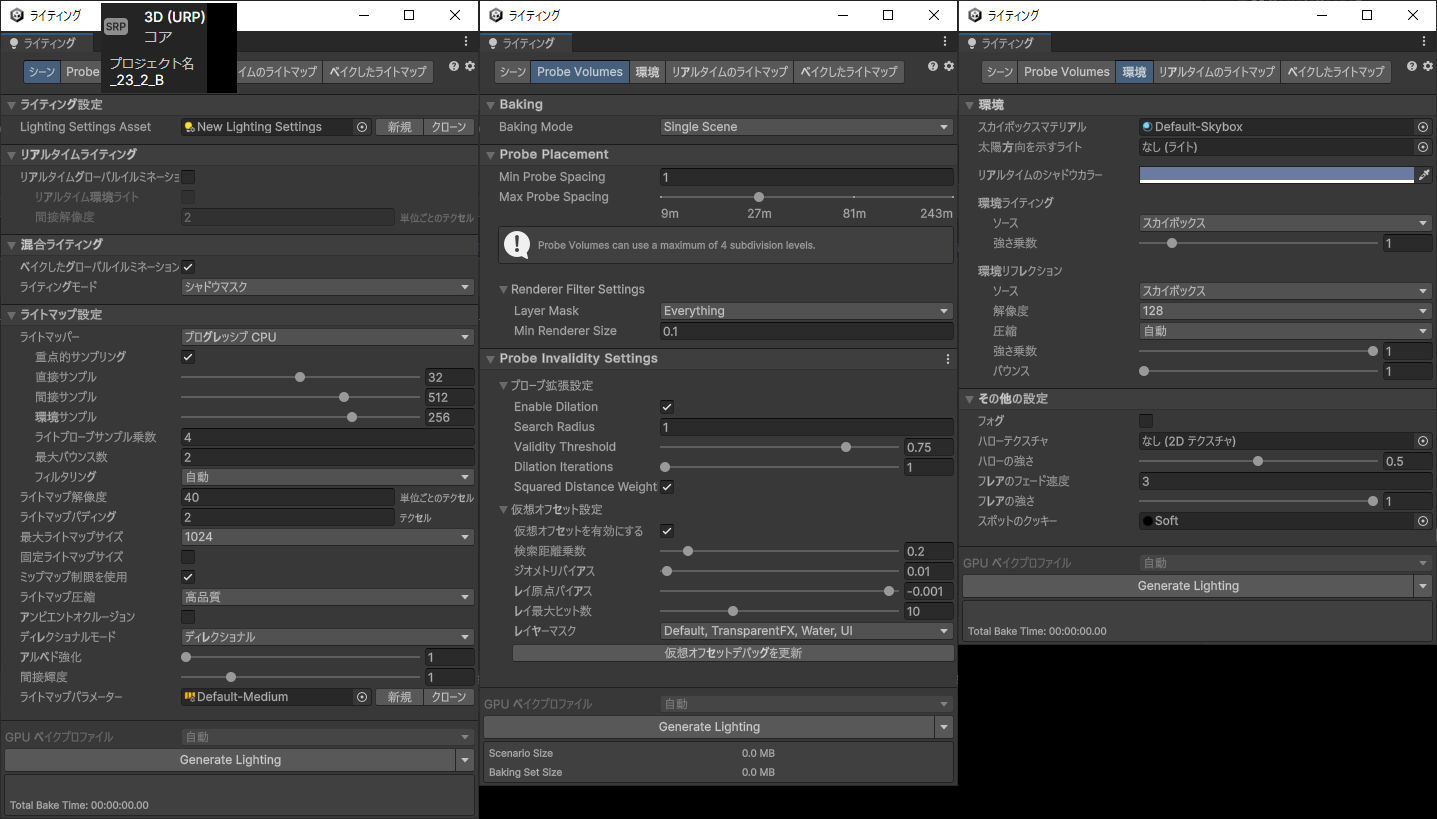 ライティング
SRP
3D (URP)
コア
プロジェクト名
_23_2_B
ライティング
シーン
Probe
イムのライトマップ
ベイクしたライトマップ
ライティング設定
Lighting Settings Asset
New Lighting Settings
新規
クローン
リアルタイムライティング
リアルタイムグローバルイルミネーショ
リアルタイム環境ライト
間接解像度
2
単位ごとのテクセル
混合ライティング
ベイクしたグローバルイルミネーション
ライティングモード
シャドウマスク
ライトマップ設定
ライトマッパー
プログレッシブ CPU
重点的サンプリング
直接サンプル
32
間接サンプル
512
環境サンプル
256
ライトプローブサンプル乗数
4
最大バウンス数
2
フィルタリング
自動
ライトマップ解像度
40
単位ごとのテクセル
ライトマップパディング
2
テクセル
最大ライトマップサイズ
1024
固定ライトマップサイズ
ミップマップ制限を使用
ライトマップ圧縮
高品質
アンビエントオクルージョン
ディレクショナルモード
ディレクショナル
アルベド強化
1
間接輝度
1
ライトマップパラメーター
Default-Medium
新規
クローン
GPU ベイクプロファイル
自動
Generate Lighting
Total Bake Time: 00:00:00.00
ライティング
ライティング
シーン
Probe Volumes
環境
リアルタイムのライトマップ
ベイクしたライトマップ
Baking
Baking Mode
Single Scene
Probe Placement
Min Probe Spacing
1
Max Probe Spacing
9m
27m
81m
243m
Probe Volumes can use a maximum of 4 subdivision levels.
Renderer Filter Settings
Layer Mask
Everything
Min Renderer Size
0.1
Probe Invalidity Settings
プローブ拡張設定
Enable Dilation
Search Radius
1
Validity Threshold
0.75
Dilation Iterations
1
Squared Distance Weight
仮想オフセット設定
仮想オフセットを有効にする
検索距離乗数
0.2
ジオメトリバイアス
0.01
レイ原点バイアス
-0.001
レイ最大ヒット数
10
レイヤーマスク
Default, TransparentFX, Water, UI
仮想オフセットデバッグを更新
GPU ベイクプロファイル
自動
Generate Lighting
Scenario Size
0.0 MB
Baking Set Size
0.0 MB
ライティング
ライティング
シーン
Probe Volumes
環境
リアルタイムのライトマップ
ベイクしたライトマップ
環境
スカイボックスマテリアル
Default-Skybox
太陽方向を示すライト
なし (ライト)
リアルタイムのシャドウカラー
環境ライティング
ソース
スカイボックス
強さ乗数
1
環境リフレクション
ソース
スカイボックス
解像度
128
圧縮
自動
強さ乗数
1
バウンス
1
その他の設定
フォグ
ハローテクスチャ
なし (2D テクスチャ)
ハローの強さ
0.5
フレアのフェード速度
3
フレアの強さ
1
スポットのクッキー
Soft
GPU ベイクプロファイル
自動
Generate Lighting
Total Bake Time: 00:00:00.00